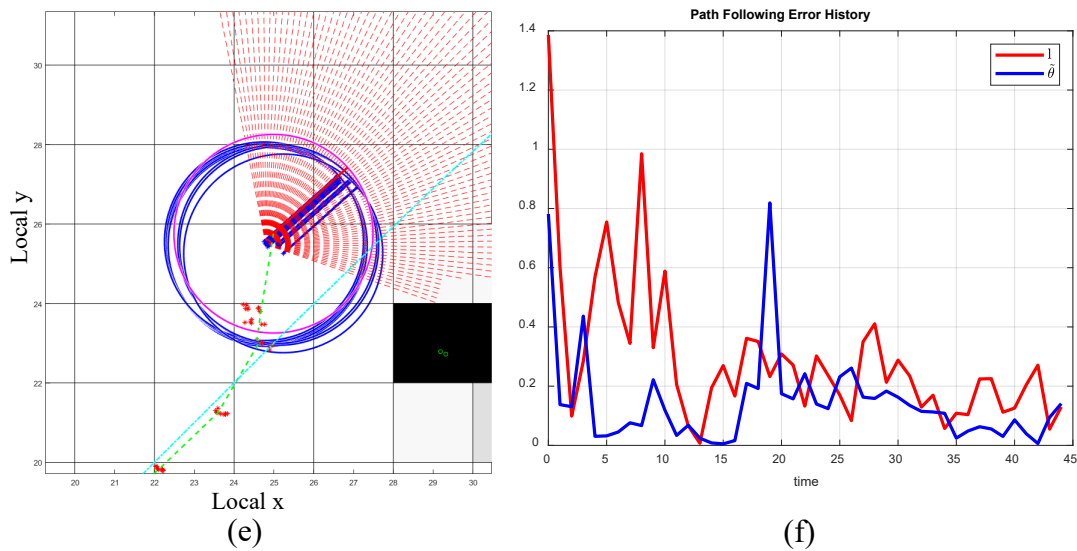 Path Following Error History
30
28
26
24
22
20
Local y
20 21 22 23 24 25 26 27 28 29 30
Local x
(e)
1.4
1.2
1
0.8
0.6
0.4
0.2
0
0 5 10 15 20 25 30 35 40 45
time
l
θ̃
(f)